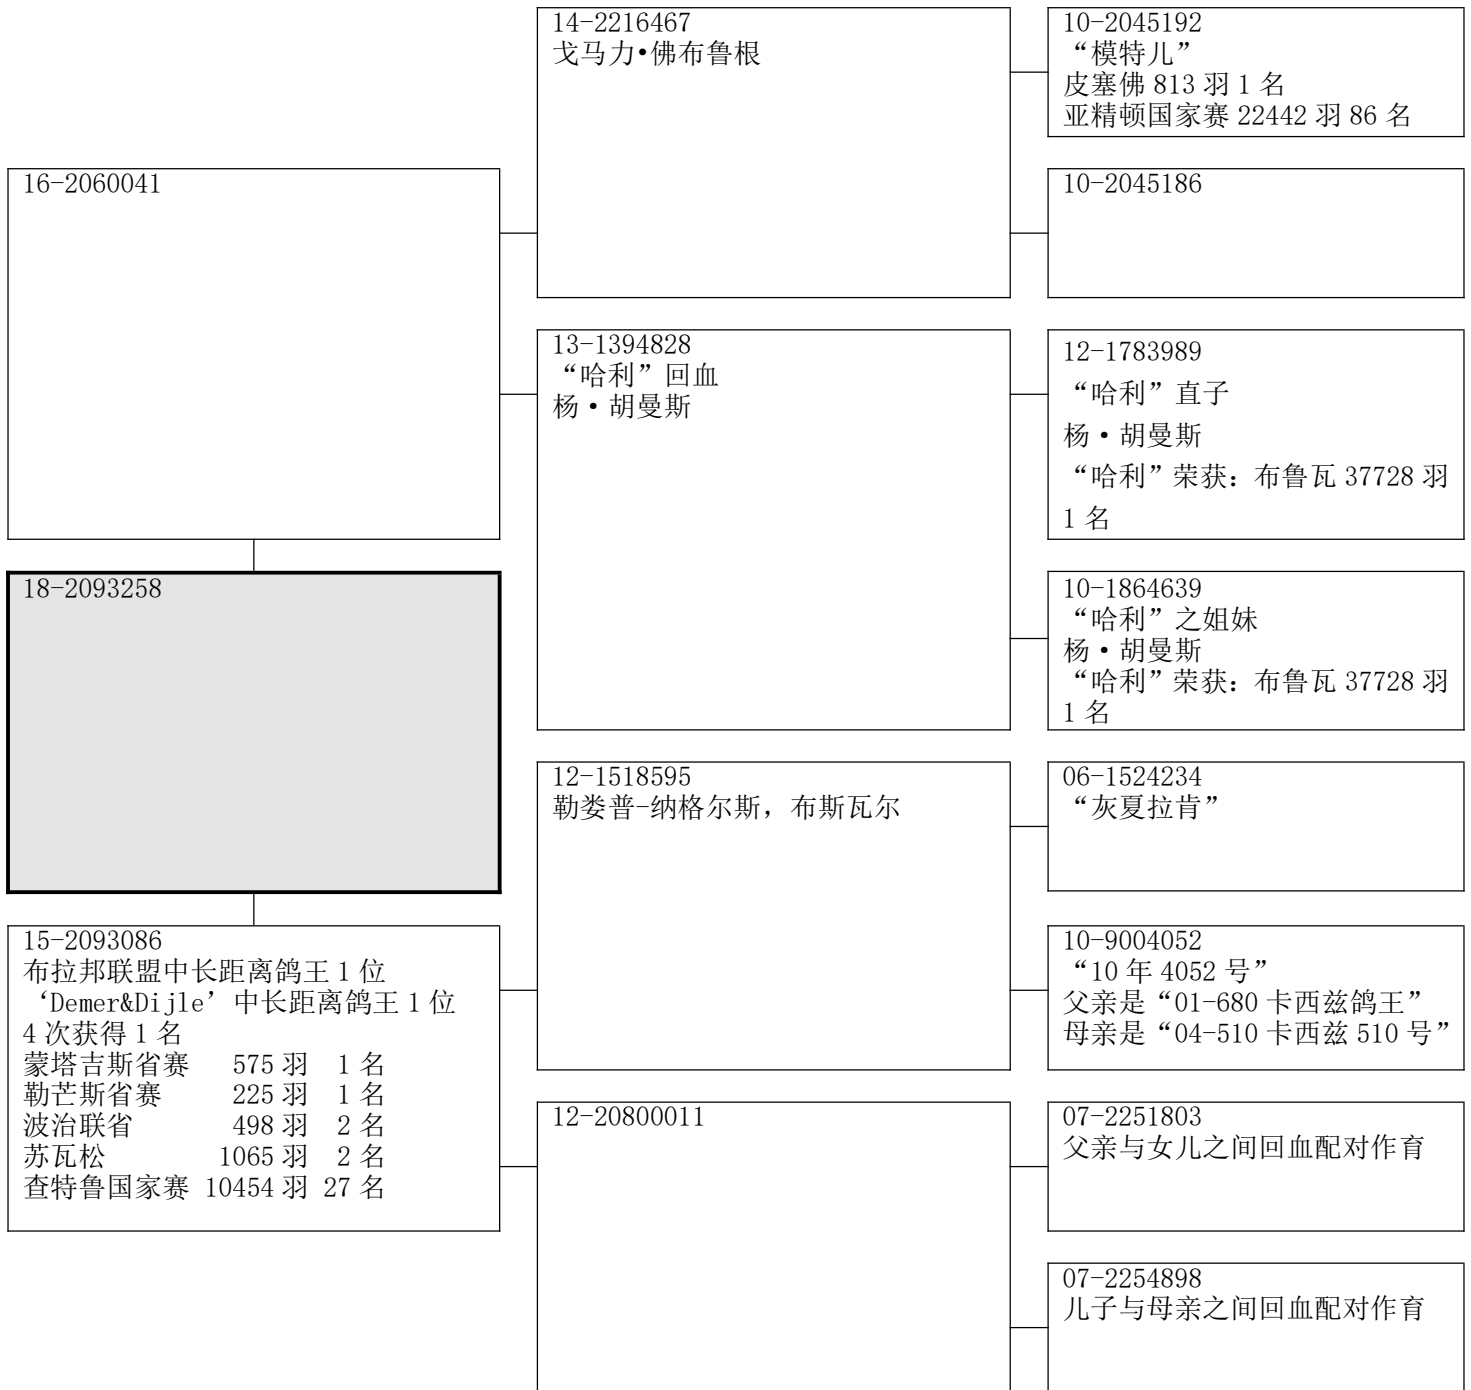 16-2060041
18-2093258
15-2093086
布拉邦联盟中长距离鸽王 1 位
‘Demer&Dijle’中长距离鸽王 1 位
4 次获得 1 名
蒙塔吉斯省赛 575 羽 1 名
勒芒斯省赛 225 羽 1 名
波治联省 498 羽 2 名
苏瓦松 1065 羽 2 名
查特鲁国家赛 10454 羽 27 名
14-2216467
戈马力•佛布鲁根
13-1394828
“哈利”回血
杨·胡曼斯
12-1518595
勒娄普-纳格尔斯，布斯瓦尔
12-20800011
10-2045192
“模特儿”
皮塞佛 813 羽 1 名
亚精顿国家赛 22442 羽 86 名
10-2045186
12-1783989
“哈利”直子
杨·胡曼斯
“哈利”荣获：布鲁瓦 37728 羽
1 名
10-1864639
“哈利”之姐妹
杨·胡曼斯
“哈利”荣获：布鲁瓦 37728 羽
1 名
06-1524234
“灰夏拉肯”
10-9004052
“10 年 4052 号”
父亲是“01-680 卡西兹鸽王”
母亲是“04-510 卡西兹 510 号”
07-2251803
父亲与女儿之间回血配对作育
07-2254898
儿子与母亲之间回血配对作育